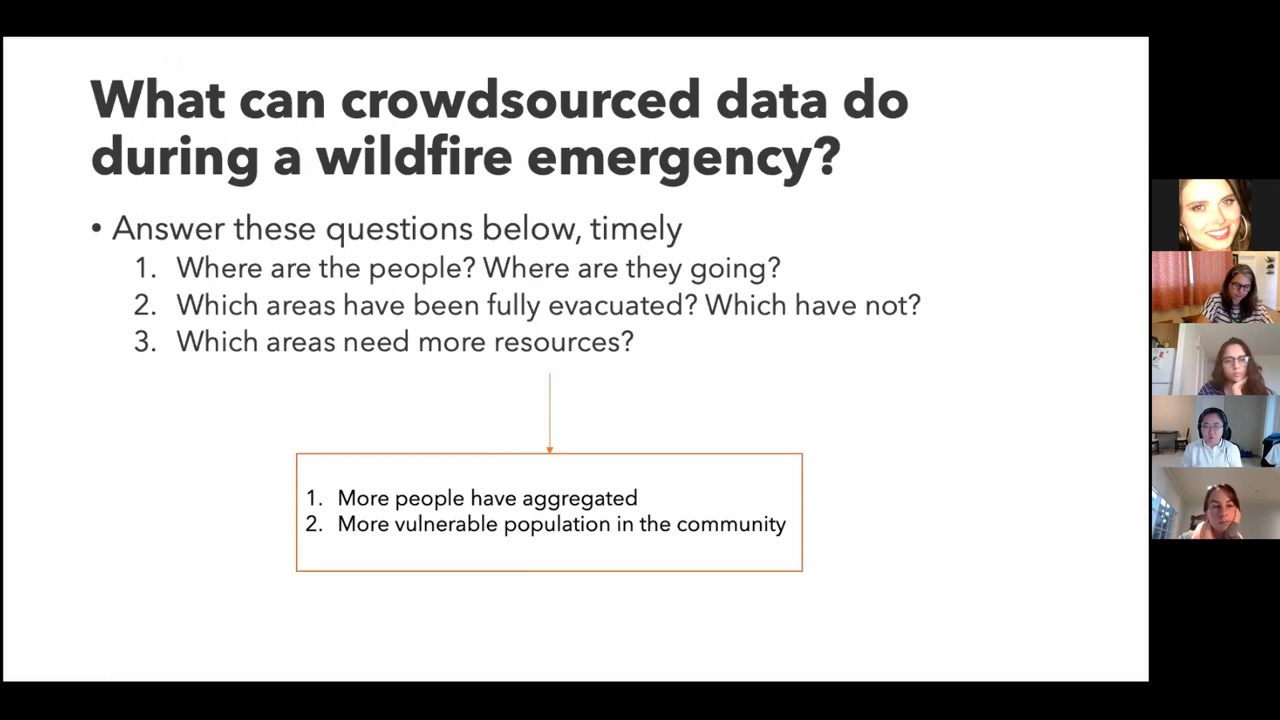 What can crowdsourced data do
during a wildfire emergency?
• Answer these questions below, timely
1. Where are the people? Where are they going?
2. Which areas have been fully evacuated? Which have not?
3. Which areas need more resources?
1. More people have aggregated
2. More vulnerable population in the community